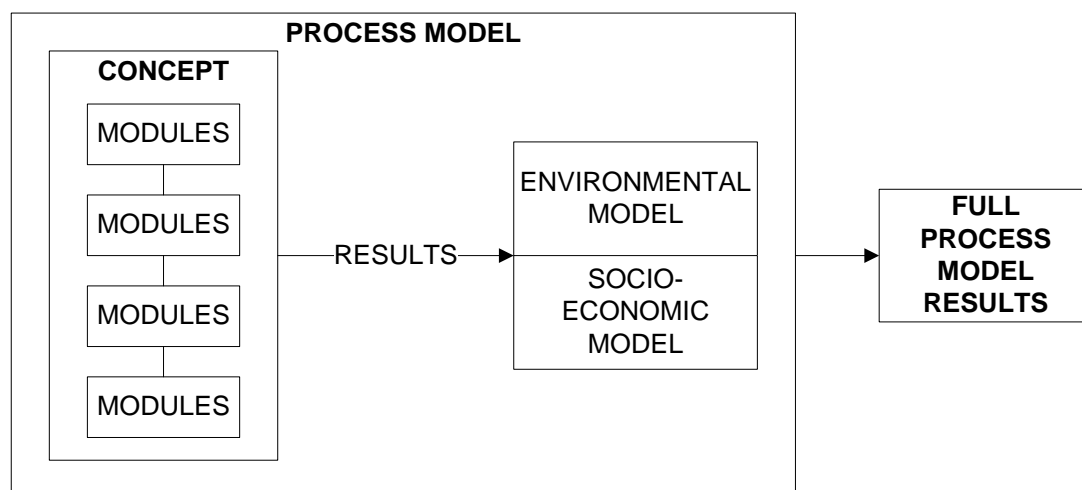 PROCESS MODEL
CONCEPT
MODULES
MODULES
MODULES
MODULES
RESULTS
ENVIRONMENTAL
MODEL
SOCIO-
ECONOMIC
MODEL
FULL
PROCESS
MODEL
RESULTS